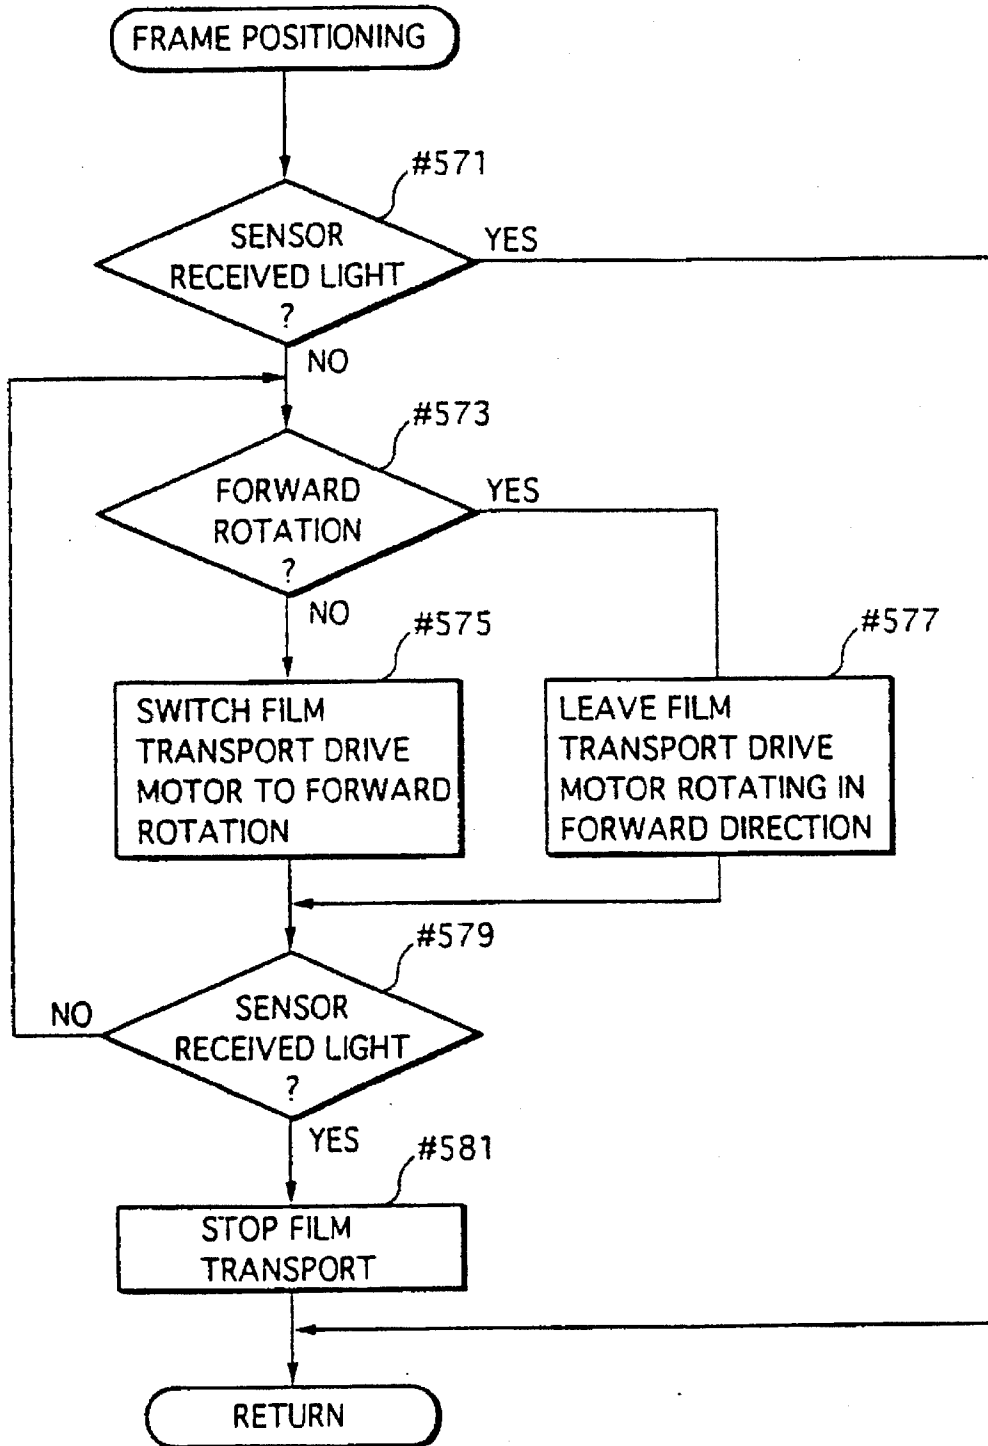 FRAME POSITIONING
#571
SENSOR
RECEIVED LIGHT
?
YES
NO
#573
FORWARD
ROTATION
?
YES
NO
#575
SWITCH FILM
TRANSPORT DRIVE
MOTOR TO FORWARD
ROTATION
#577
LEAVE FILM
TRANSPORT DRIVE
MOTOR ROTATING IN
FORWARD DIRECTION
#579
SENSOR
RECEIVED LIGHT
?
NO
YES
#581
STOP FILM
TRANSPORT
RETURN